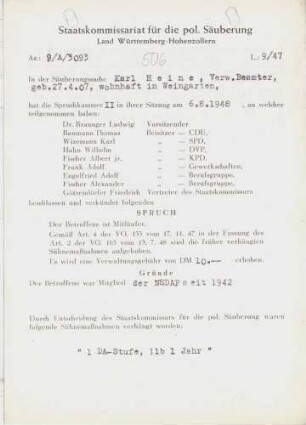 Staatskommissariat für die pol. Säuberung
Land Württemberg-Hohenzollern
Az.: 9/A/3093 506 L: 9/47
In der Säuberungssache Karl Heine, Verw.Beamter,
geb.27.4.07, wohnhaft in Weingarten,
hat die Spruchkammer II in ihrer Sitzung am 6.8.1948, an welcher
teilgenommen haben:
Dr. Ludwig Vorsitzender
Baumann Thomas Beisitzer – CDU,
Wizemann Karl „ – SPD,
Hahn Wilhelm „ – DVP,
Fischer Albert jr. „ – KPD,
Frank Adolf „ – Gewerkschaften,
Engelfried Adolf „ – Berufsgruppe,
Fischer Alexander „ – Berufsgruppe,
Friedrich Vertreter des Staatskommissars
beschlossen und verkündet folgenden
SPRUCH
Der Betroffene ist Mitläufer.
Gemäß Art. 4 der VO. 133 vom 17. 11. 47 in der Fassung des
Art. 2 der VO. 165 vom 13. 7. 48 sind die früher verhängten
Sühnemaßnahmen aufgehoben.
Es wird eine Verwaltungsgebühr von DM 10.-- erhoben.
Gründe
Der Betroffene war Mitglied der NSDAP seit 1942
Durch Entscheidung des Staatskommissars für die pol. Säuberung waren
folgende Sühnemaßnahmen verhängt worden:
" 1 DA-Stufe, 11b 1 Jahr "